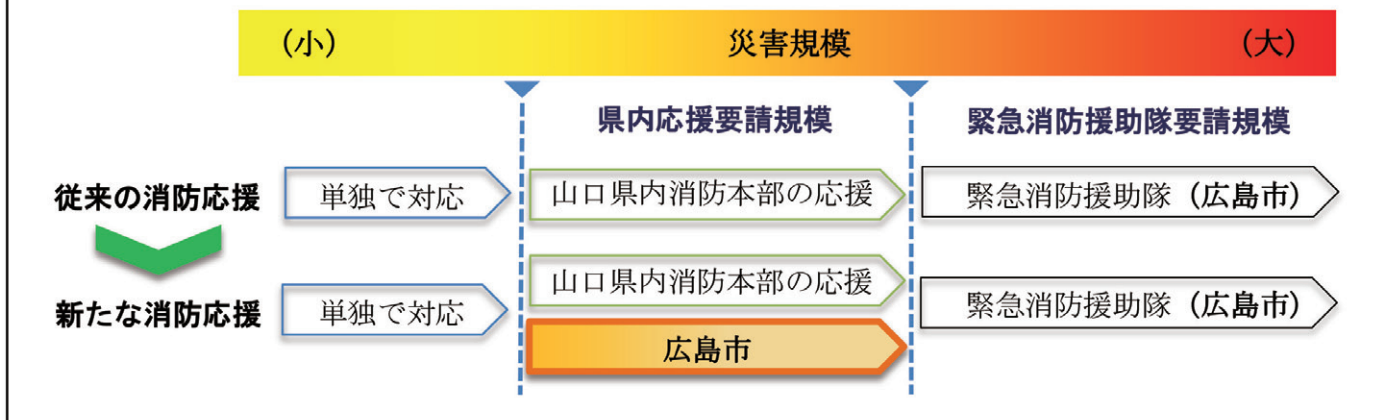 (小) 災害規模 (大)
県内応援要請規模 緊急消防援助隊要請規模
従来の消防応援 単独で対応 山口県内消防本部の応援 緊急消防援助隊(広島市)
山口県内消防本部の応援
新たな消防応援 単独で対応 緊急消防援助隊(広島市)
広島市